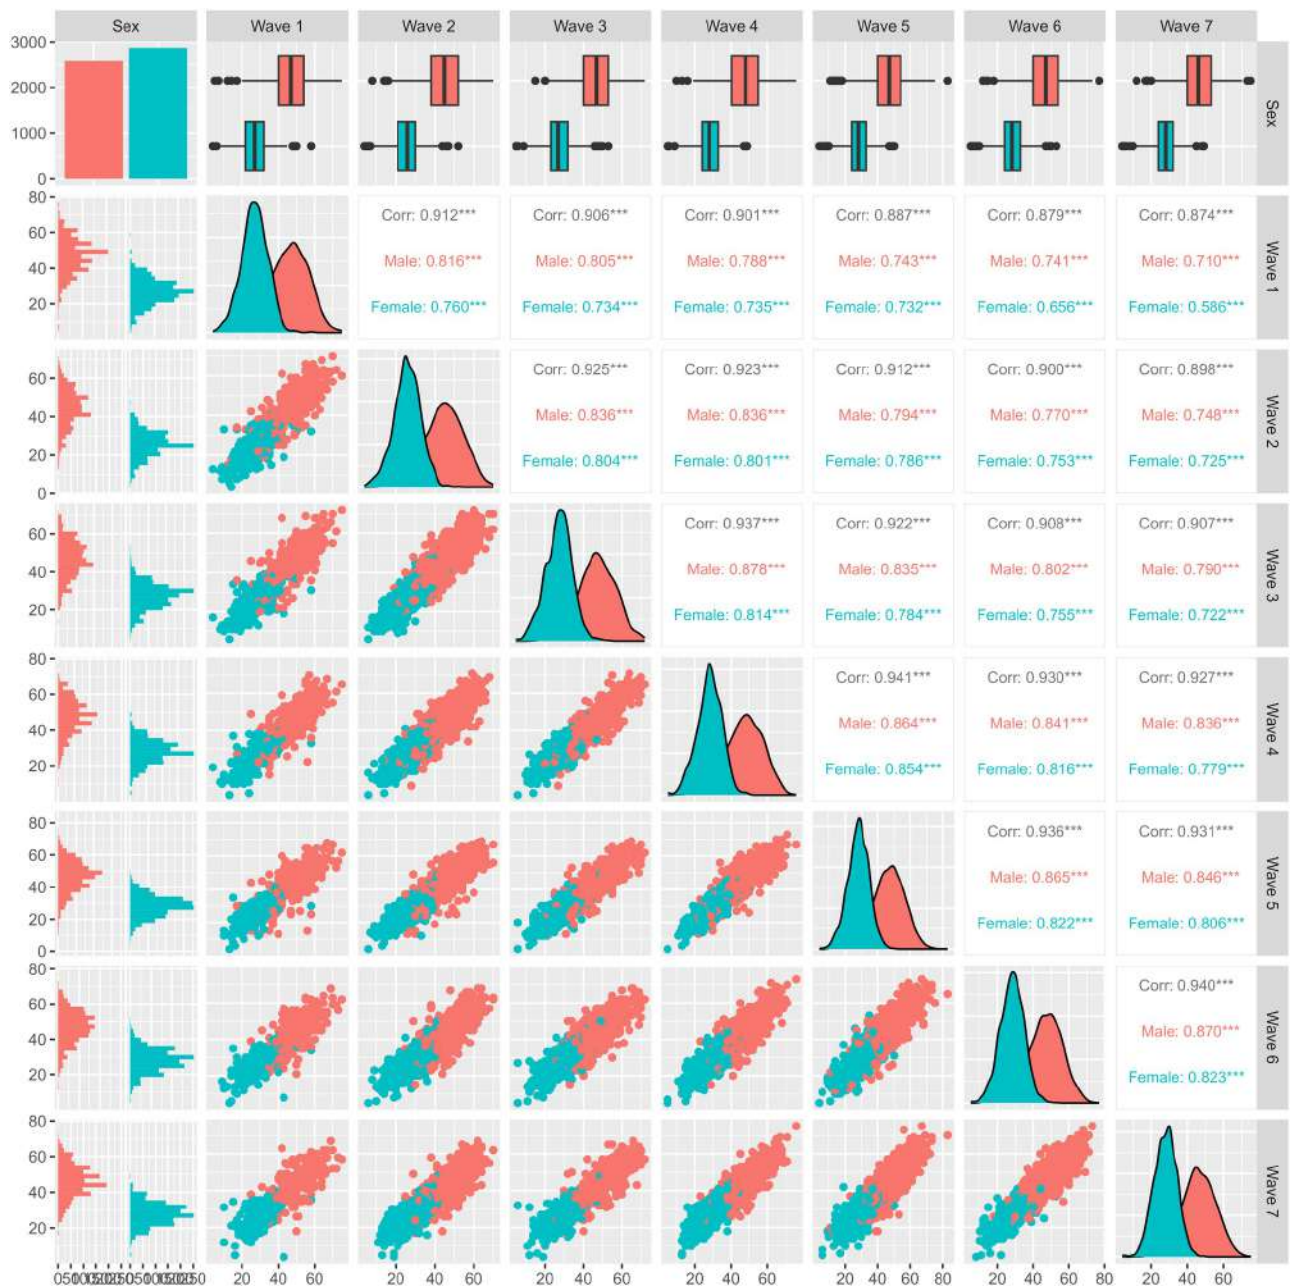 Sex Wave 1 Wave 2 Wave 3 Wave 4 Wave 5 Wave 6 Wave 7
3000
2000
1000
0
Sex
80
60
40
20
Corr: 0.912*** Corr: 0.906*** Corr: 0.901*** Corr: 0.887*** Corr: 0.879*** Corr: 0.874***
Male: 0.816*** Male: 0.805*** Male: 0.788*** Male: 0.743*** Male: 0.741*** Male: 0.710***
Female: 0.760*** Female: 0.734*** Female: 0.735*** Female: 0.732*** Female: 0.656*** Female: 0.586***
Wave 1
60
40
20
0
Corr: 0.925*** Corr: 0.923*** Corr: 0.912*** Corr: 0.900*** Corr: 0.898***
Male: 0.836*** Male: 0.836*** Male: 0.794*** Male: 0.770*** Male: 0.748***
Female: 0.804*** Female: 0.801*** Female: 0.786*** Female: 0.753*** Female: 0.725***
Wave 2
60
40
20
Corr: 0.937*** Corr: 0.922*** Corr: 0.908*** Corr: 0.907***
Male: 0.878*** Male: 0.835*** Male: 0.802*** Male: 0.790***
Female: 0.814*** Female: 0.784*** Female: 0.755*** Female: 0.722***
Wave 3
80
60
40
20
Corr: 0.941*** Corr: 0.930*** Corr: 0.927***
Male: 0.864*** Male: 0.841*** Male: 0.836***
Female: 0.854*** Female: 0.816*** Female: 0.779***
Wave 4
80
60
40
20
0
Corr: 0.936*** Corr: 0.931***
Male: 0.865*** Male: 0.846***
Female: 0.822*** Female: 0.806***
Wave 5
80
60
40
20
Corr: 0.940***
Male: 0.870***
Female: 0.823***
Wave 6
80
60
40
20
Wave 7
20 40 60 20 40 60 20 40 60 20 40 60 20 40 60 80 20 40 60 80 20 40 60